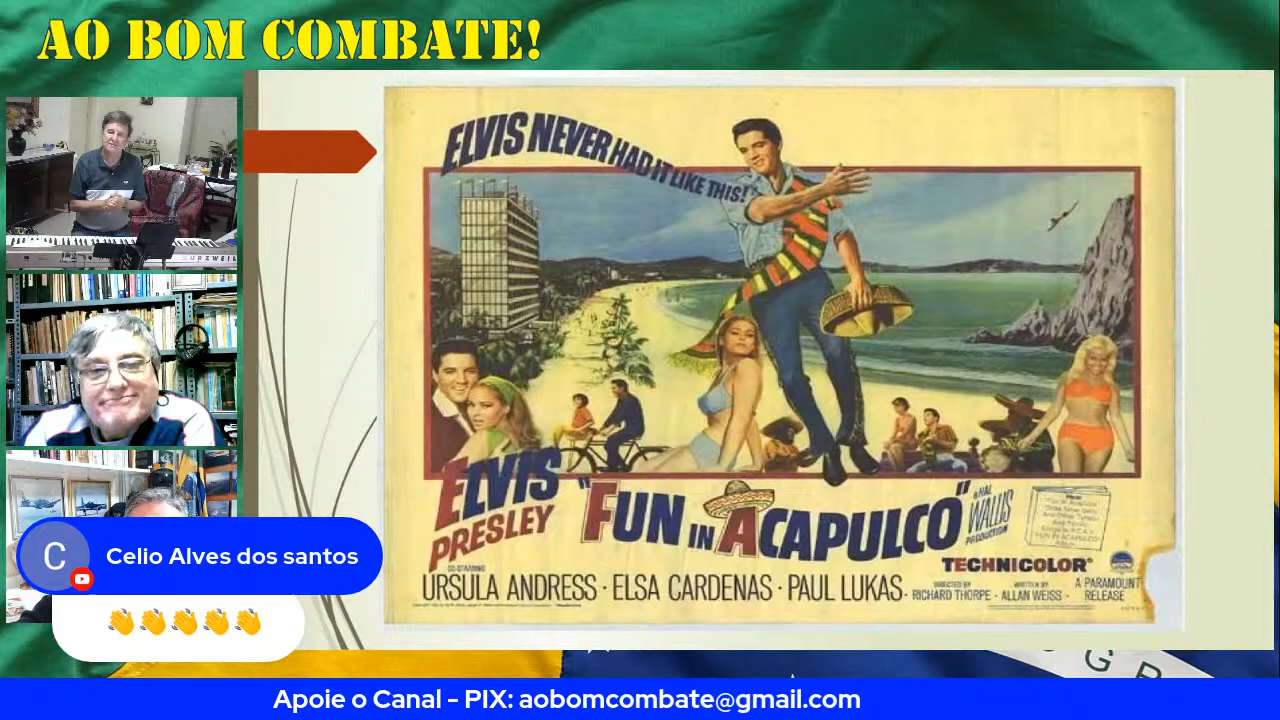 AO BOM COMBATE!
ELVIS NEVER HAD IT LIKE THIS!
URZWEIL
ELVIS
PRESLEY
"FUN IN ACAPULCO"
A HAL
WALLIS
PRODUCTION
TECHNICOLOR®
CO-STARRING
URSULA ANDRESS · ELSA CARDENAS · PAUL LUKAS ·
DIRECTED BY
RICHARD THORPE ·
WRITTEN BY
ALLAN WEISS ·
A PARAMOUNT
RELEASE
C
Celio Alves dos santos
👏👏👏👏👏
Apoie o Canal - PIX: aobomcombate@gmail.com